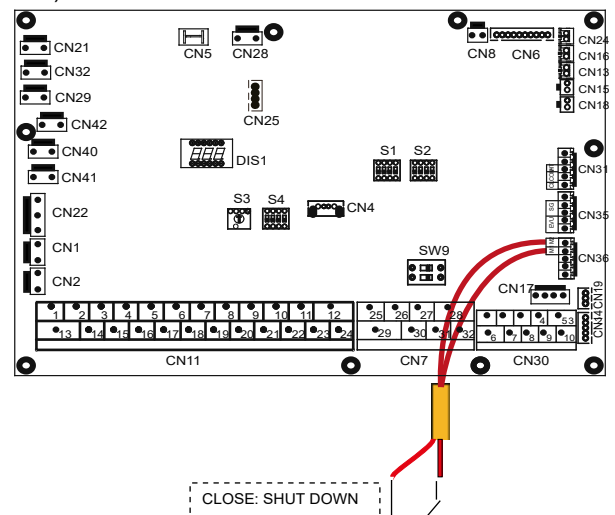 CN21
CN5
CN28
CN8
CN6
CN24
CN16
CN32
CN13
CN29
CN15
CN18
CN25
CN42
CN40
DIS1
S1
S2
CN31
CN41
CN22
S3
S4
CN4
EVU SG
CN35
CN1
M1 M2
CN36
SW9
CN2
CN17
CN19
1 2 3 4 5 6 7 8 9 10 11 12
25 26 27 28
4 5 3
CN14
13 14 15 16 17 18 19 20 21 22 23 24
29 30 31 32
6 7 8 9 10
CN11
CN7
CN30
CLOSE: SHUT DOWN